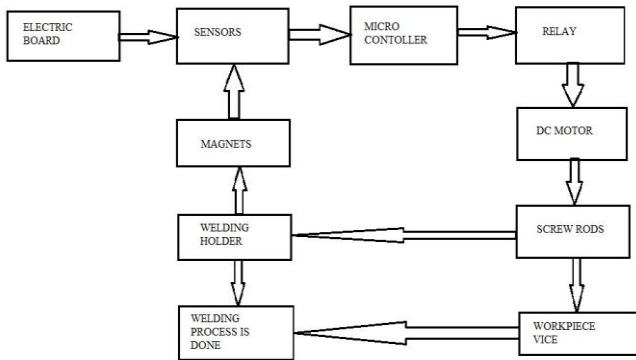 ELECTRIC
BOARD
SENSORS
MICRO
CONTOLLER
RELAY
MAGNETS
DC MOTOR
WELDING
HOLDER
SCREW RODS
WELDING
PROCESS IS
DONE
WORKPIECE
VICE